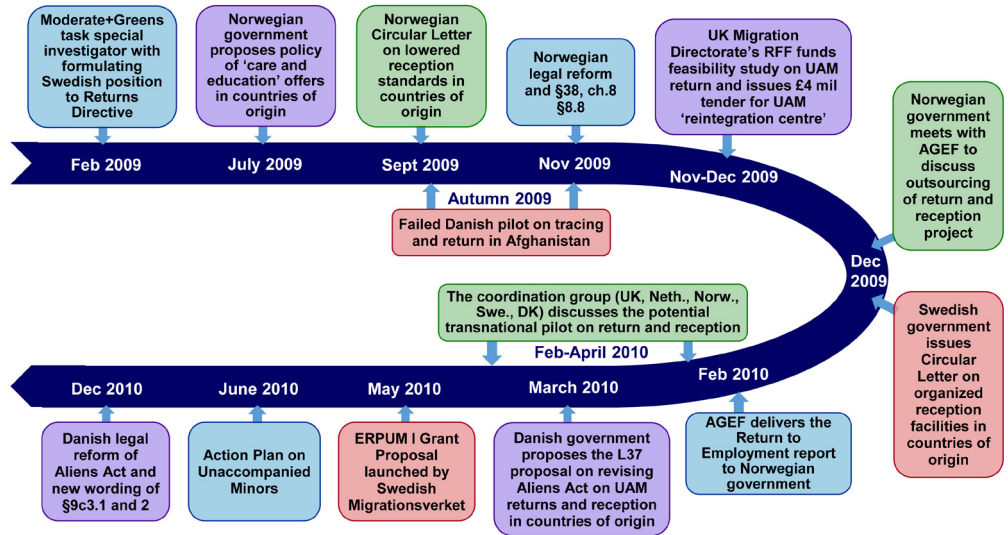 Moderate+Greens
task special
investigator with
formulating
Swedish position
to Returns
Directive
Norwegian
government
proposes policy
of ‘care and
education’ offers
in countries of
origin
Norwegian
Circular Letter
on lowered
reception
standards in
countries of
origin
Norwegian
legal reform
and §38, ch.8
§8.8
UK Migration
Directorate’s RFF funds
feasibility study on UAM
return and issues £4 mil
tender for UAM
‘reintegration centre’
Norwegian
government
meets with
AGEF to
discuss
outsourcing
of return and
reception
project
Feb 2009
July 2009
Sept 2009
Nov 2009
Nov-Dec 2009
Autumn 2009
Failed Danish pilot on tracing
and return in Afghanistan
Dec
2009
Swedish
government
issues
Circular
Letter on
organized
reception
facilities in
countries of
origin
The coordination group (UK, Neth., Norw.,
Swe., DK) discusses the potential
transnational pilot on return and reception
Feb-April 2010
Dec 2010
June 2010
May 2010
March 2010
Feb 2010
Danish legal
reform of
Aliens Act and
new wording of
§9c3.1 and 2
Action Plan on
Unaccompanied
Minors
ERPUM I Grant
Proposal
launched by
Swedish
Migrationsverket
Danish government
proposes the L37
proposal on revising
Aliens Act on UAM
returns and reception
in countries of origin
AGEF delivers the
Return to
Employment report
to Norwegian
government